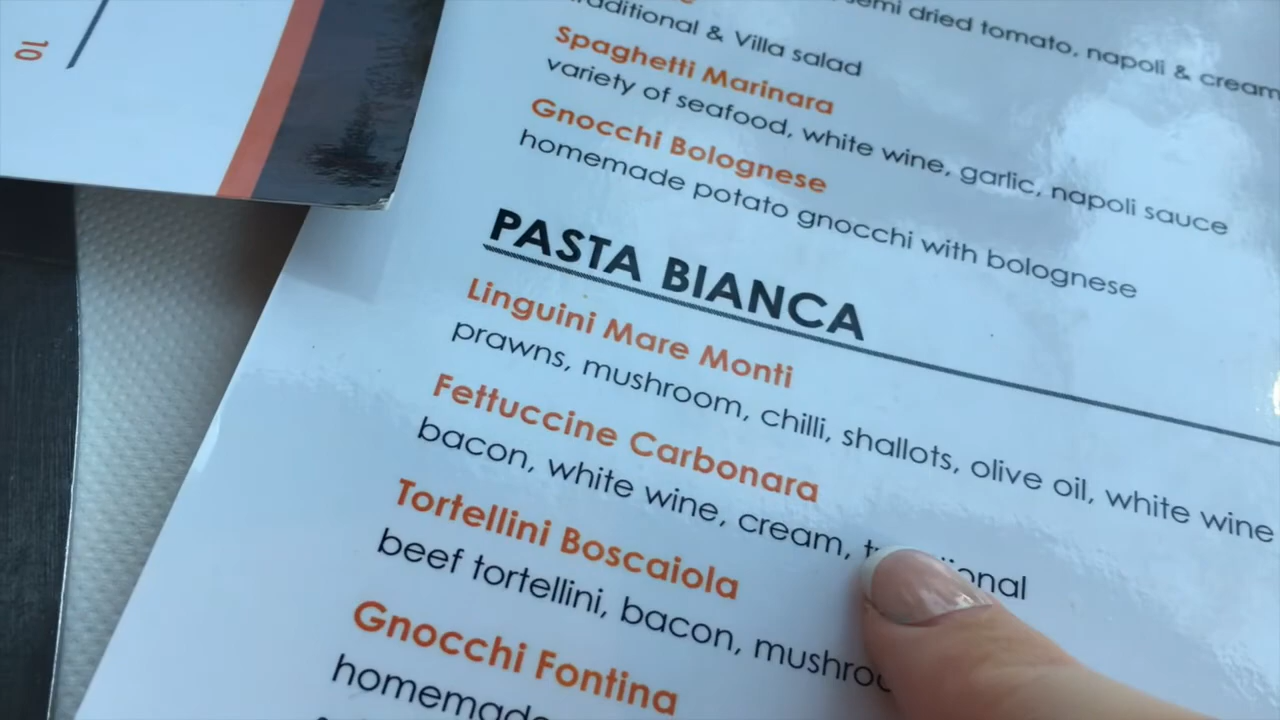 semi dried tomato, napoli & cream
traditional & Villa salad
Spaghetti Marinara
variety of seafood, white wine, garlic, napoli sauce
Gnocchi Bolognese
homemade potato gnocchi with bolognese
PASTA BIANCA
Linguini Mare Monti
prawns, mushroom, chilli, shallots, olive oil, white wine
Fettuccine Carbonara
bacon, white wine, cream,
Tortellini Boscaiola
beef tortellini, bacon,
Gnocchi Fontina
homemade
10